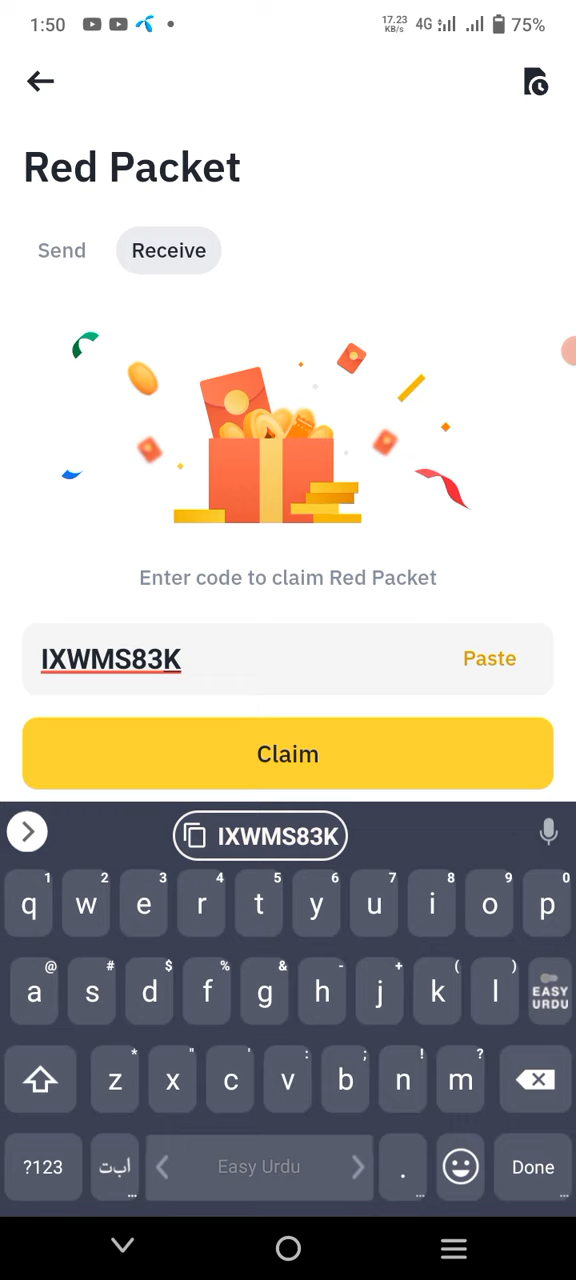 1:50 17.23 KB/s 4G 75%
Red Packet
Send Receive
Enter code to claim Red Packet
IXWMS83K Paste
Claim
IXWMS83K
1 2 3 4 5 6 7 8 9 0
q w e r t y u i o p
@ # $ % & - + ( )
a s d f g h j k l EASY URDU
* " ' : ; ! ?
z x c v b n m
?123 ا ب ت Easy Urdu . Done